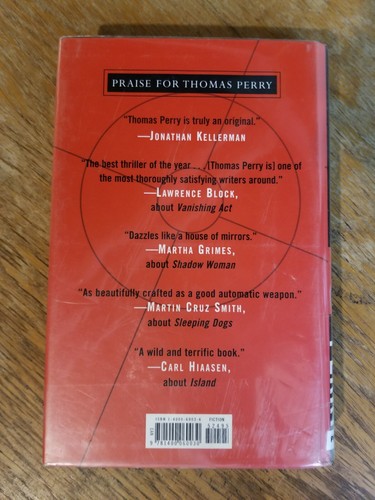 PRAISE FOR THOMAS PERRY
"Thomas Perry is truly an original."
—JONATHAN KELLERMAN
"The best thriller of the year . . . [Thomas Perry is] one of
the most thoroughly satisfying writers around."
—LAWRENCE BLOCK,
about Vanishing Act
"Dazzles like a house of mirrors."
—MARTHA GRIMES,
about Shadow Woman
"As beautifully crafted as a good automatic weapon."
—MARTIN CRUZ SMITH,
about Sleeping Dogs
"A wild and terrific book."
—CARL HIAASEN,
about Island
FICTION
52495